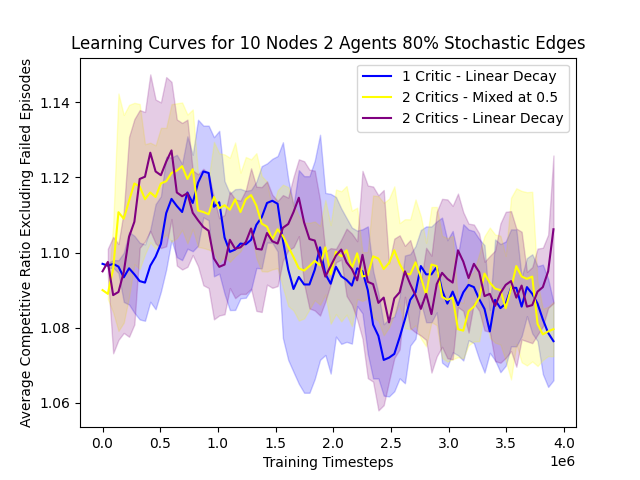 Learning Curves for 10 Nodes 2 Agents 80% Stochastic Edges
Average Competitive Ratio Excluding Failed Episodes
1.14
1.12
1.10
1.08
1.06
1 Critic - Linear Decay
2 Critics - Mixed at 0.5
2 Critics - Linear Decay
0.0 0.5 1.0 1.5 2.0 2.5 3.0 3.5 4.0
1e6
Training Timesteps